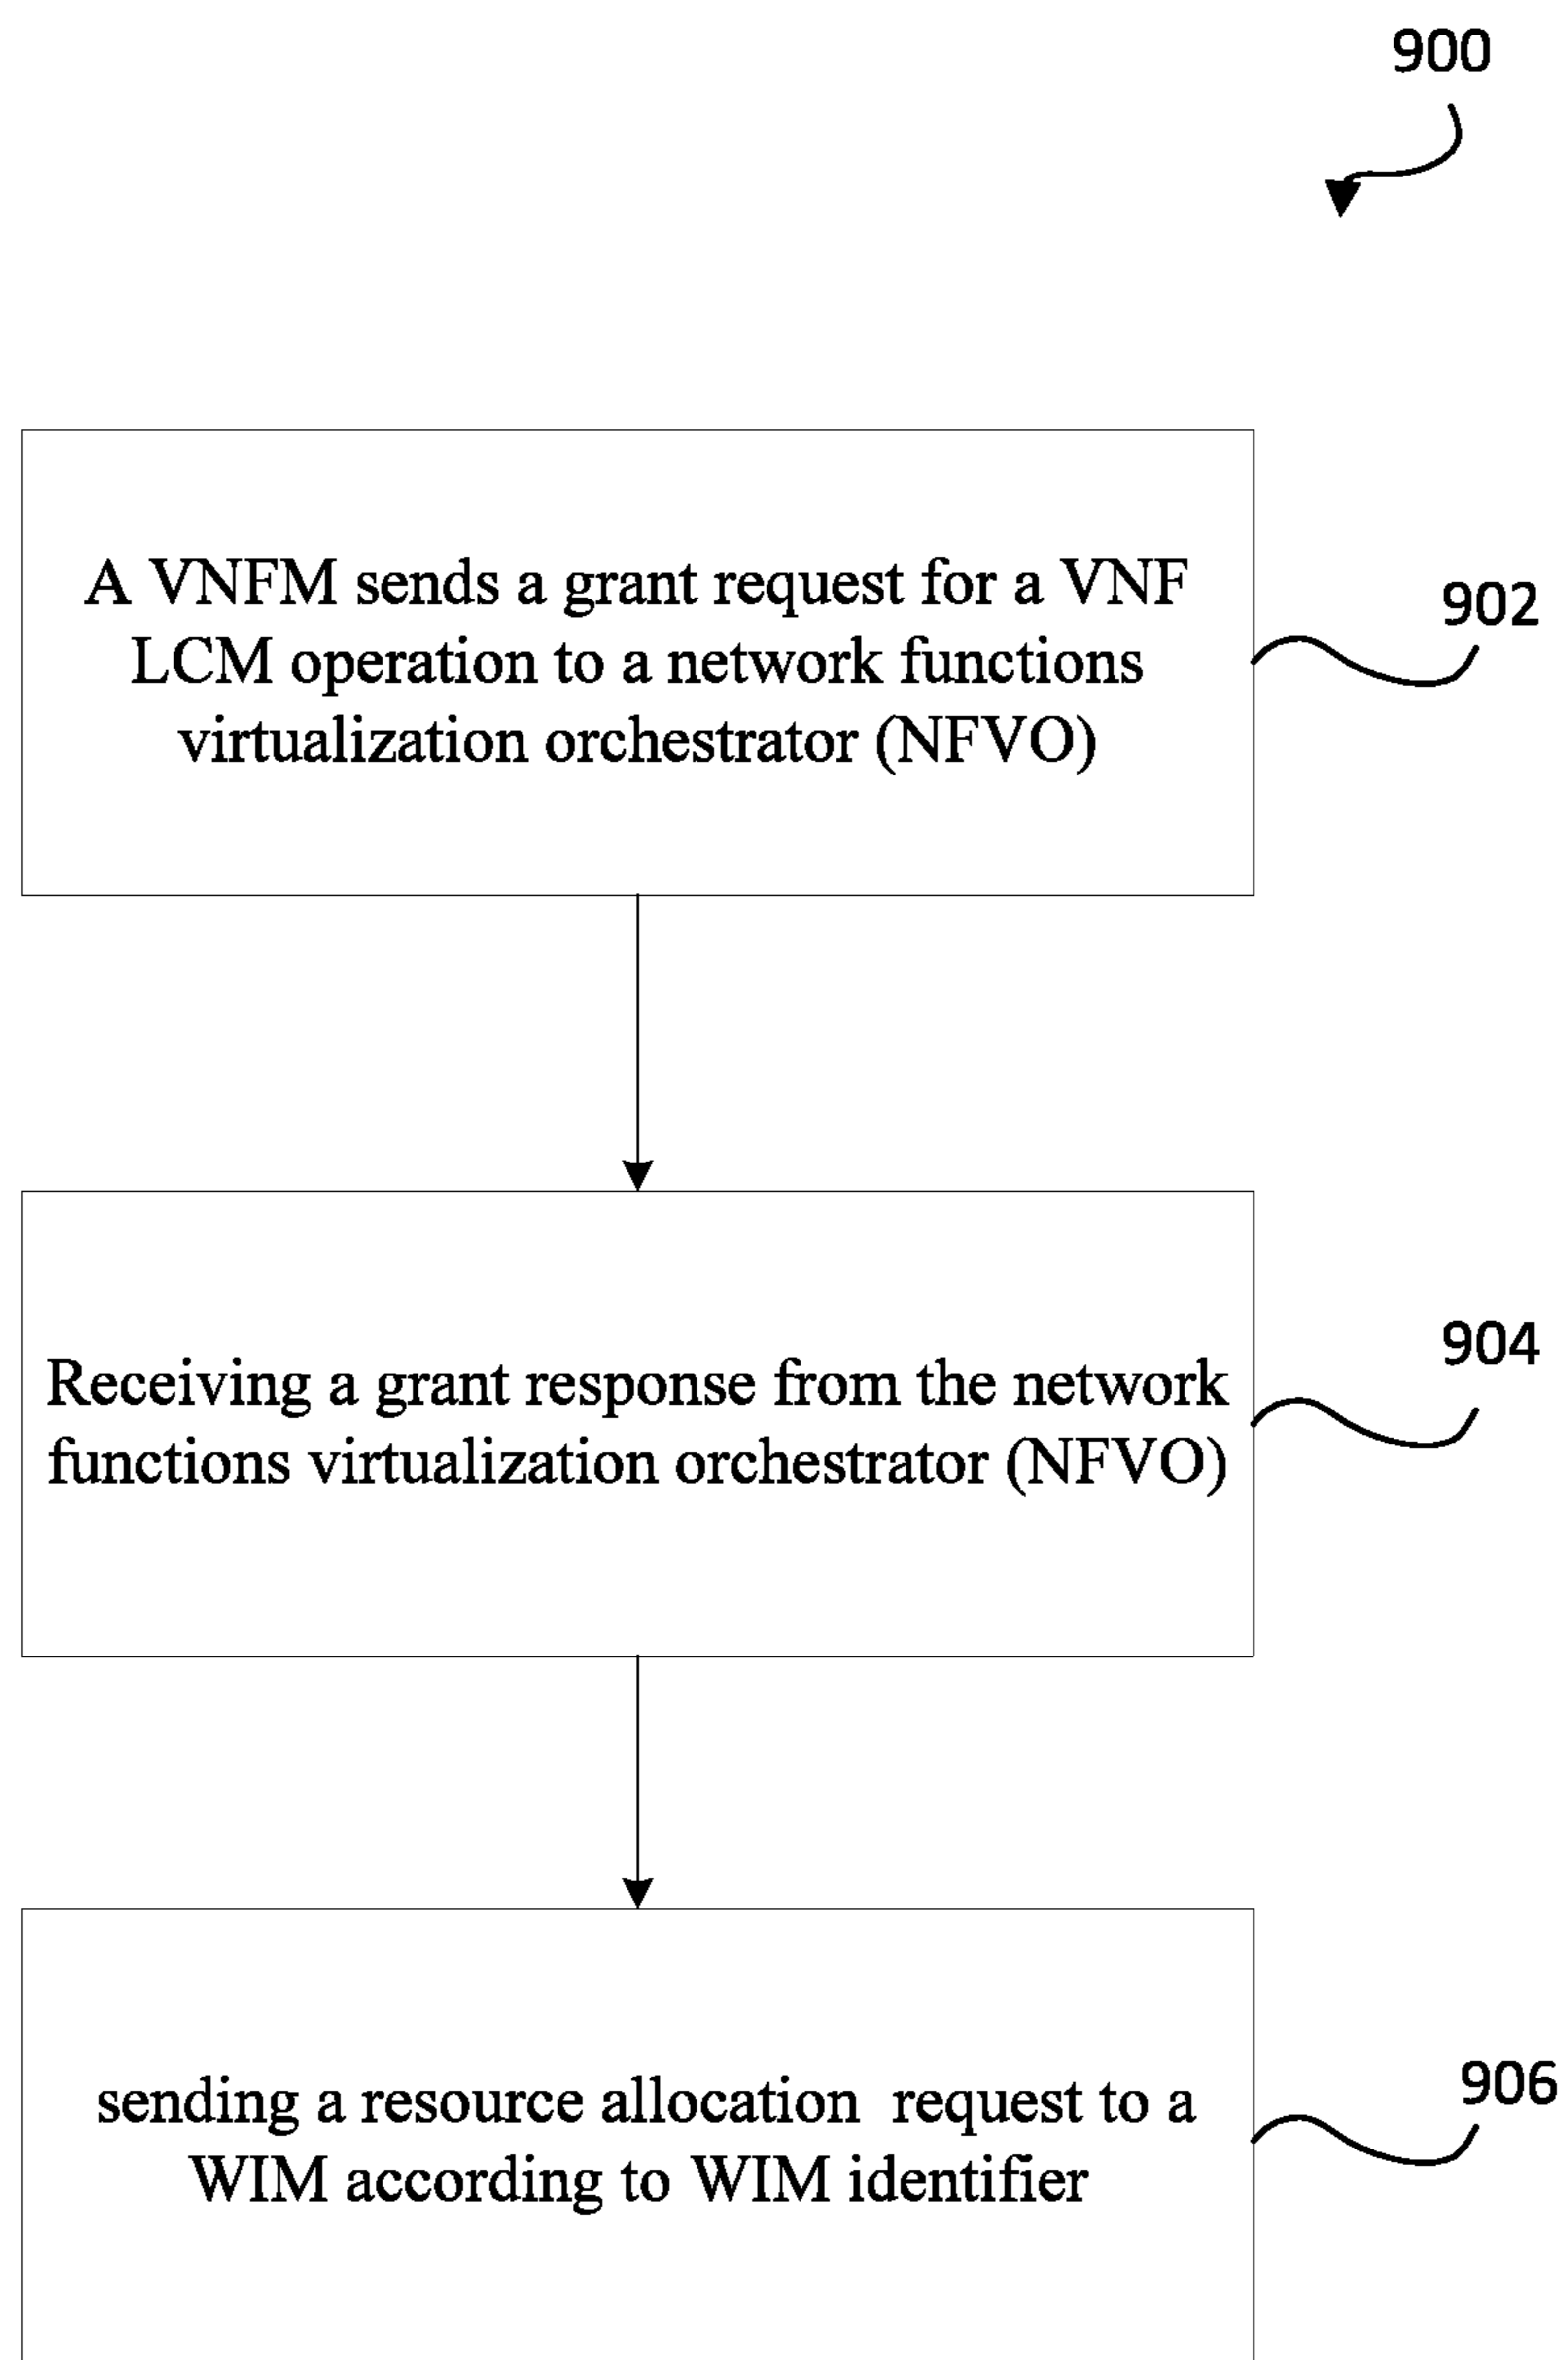 900
A VNFM sends a grant request for a VNF
LCM operation to a network functions
virtualization orchestrator (NFVO)
902
Receiving a grant response from the network
functions virtualization orchestrator (NFVO)
904
sending a resource allocation request to a
WIM according to WIM identifier
906